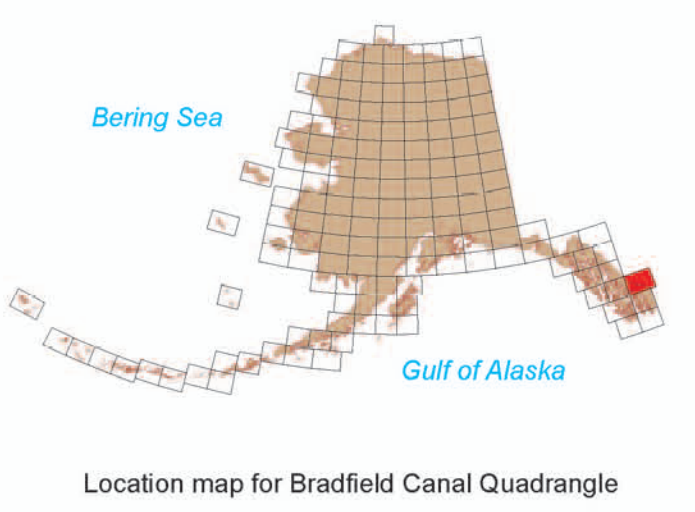 Bering Sea
Gulf of Alaska
Location map for Bradfield Canal Quadrangle